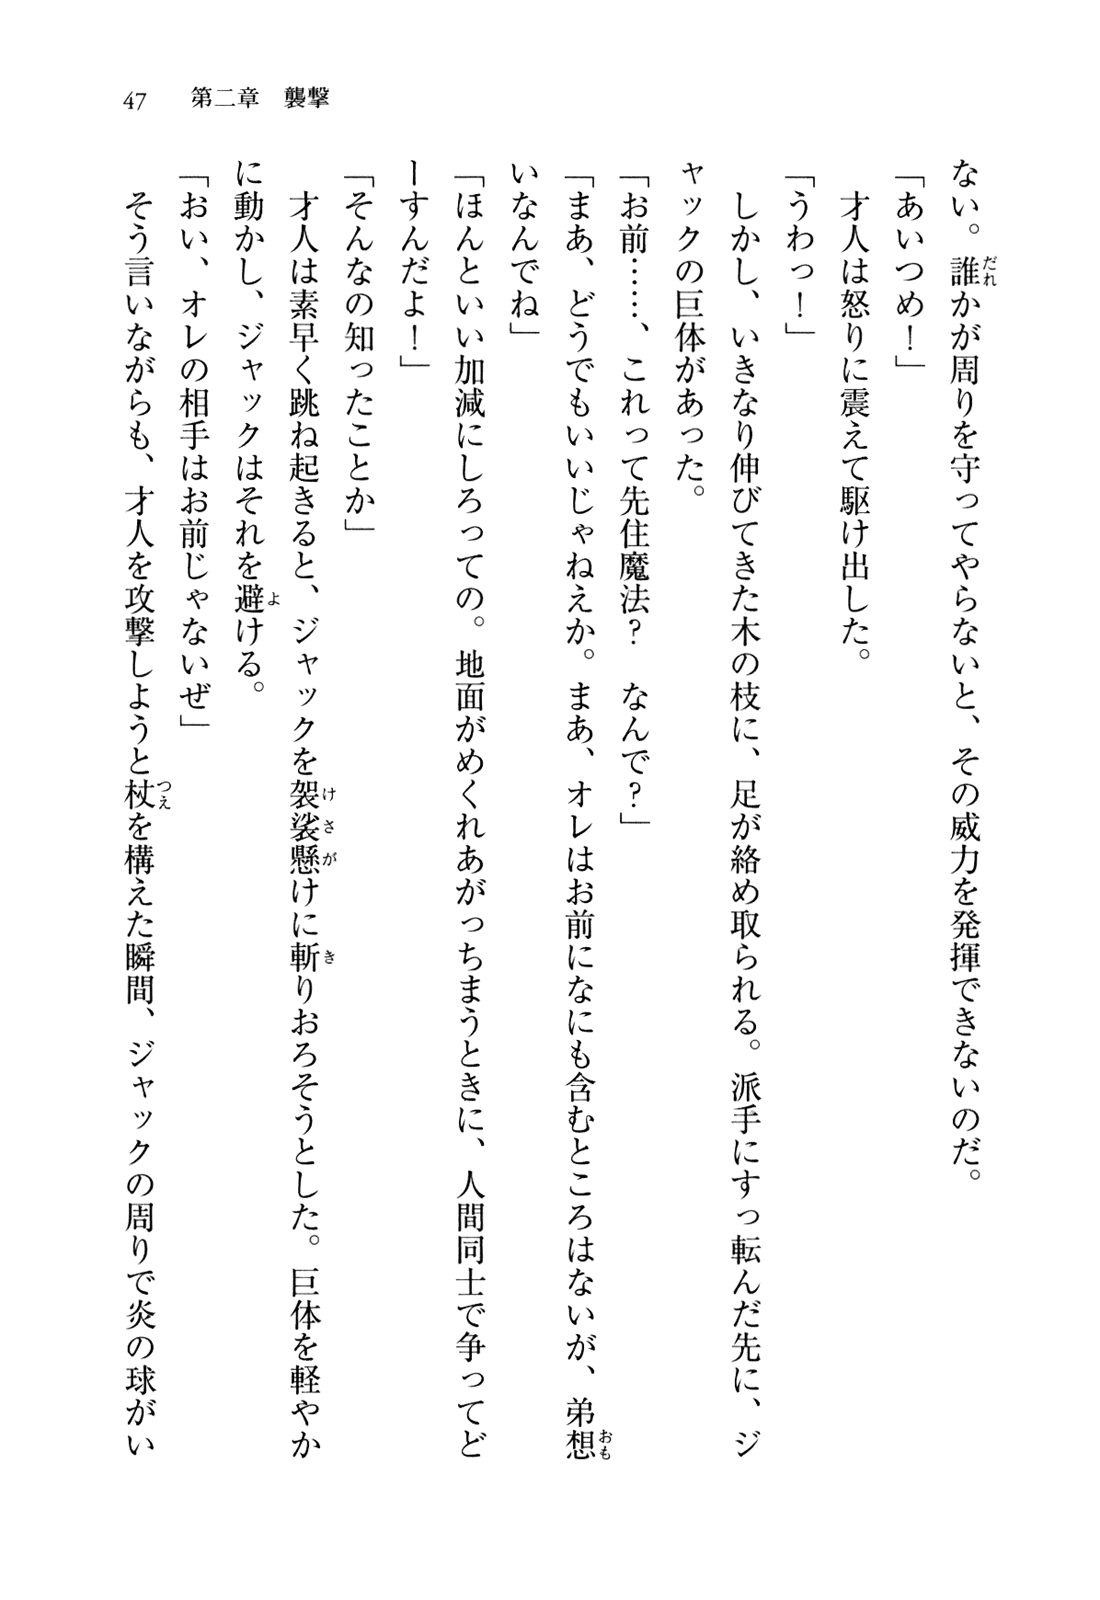 47　第二章　襲撃
ない。誰かが周りを守ってやらないと、その威力を発揮できないのだ。
「あいつめ！」
　才人は怒りに震えて駆け出した。
「うわっ！」
　しかし、いきなり伸びてきた木の枝に、足が絡め取られる。派手にすっ転んだ先に、ジ
ャックの巨体があった。
「お前……、これって先住魔法？　なんで？」
「まあ、どうでもいいじゃねえか。まあ、オレはお前になにも含むところはないが、弟想
いなんでね」
「ほんといい加減にしろっての。地面がめくれあがっちまうときに、人間同士で争ってど
ーすんだよ！」
「そんなの知ったことか」
　才人は素早く跳ね起きると、ジャックを袈裟懸けに斬りおろそうとした。巨体を軽やか
に動かし、ジャックはそれを避ける。
「おい、オレの相手はお前じゃないぜ」
　そう言いながらも、才人を攻撃しようと杖を構えた瞬間、ジャックの周りで炎の球がい